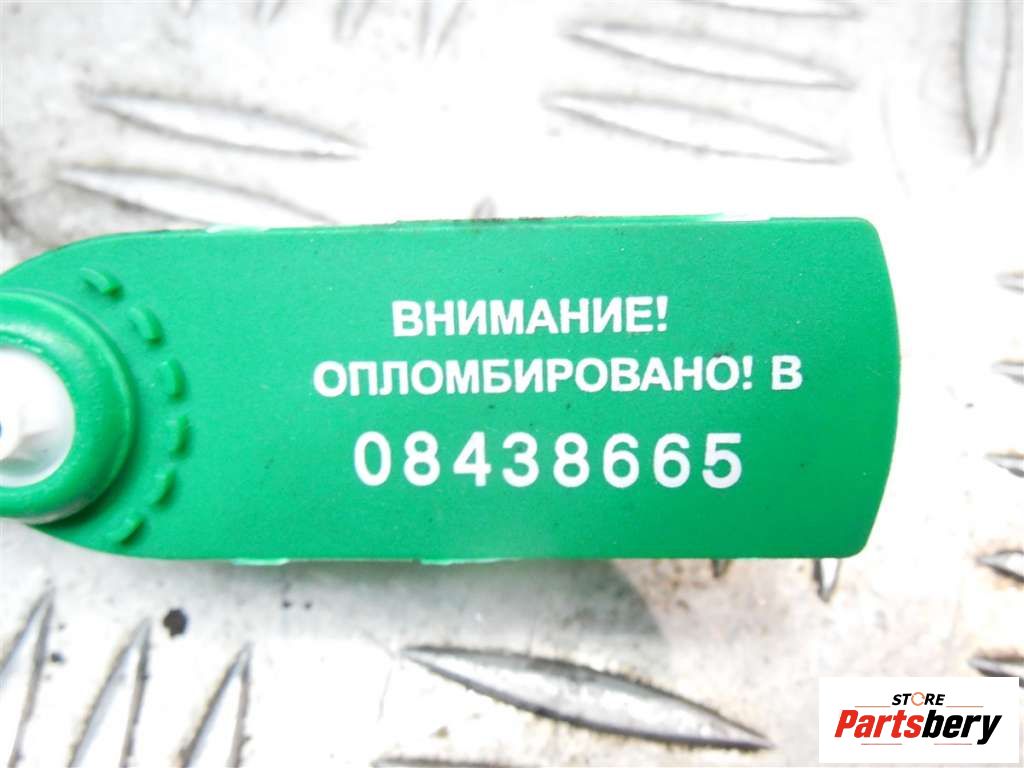 ВНИМАНИЕ!
ОПЛОМБИРОВАНО! В
08438665
STORE
Partsbery